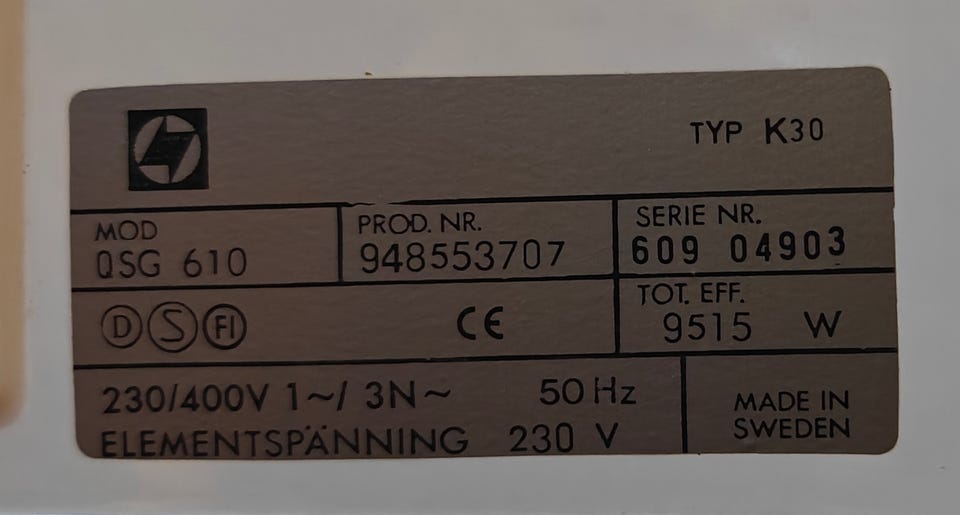 TYP K30
MOD
QSG 610
PROD. NR.
948553707
SERIE NR.
609 04903
D S FI
CE
TOT. EFF.
9515 W
230/400V 1~/ 3N~ 50 Hz
ELEMENTSPÄNNING 230 V
MADE IN
SWEDEN